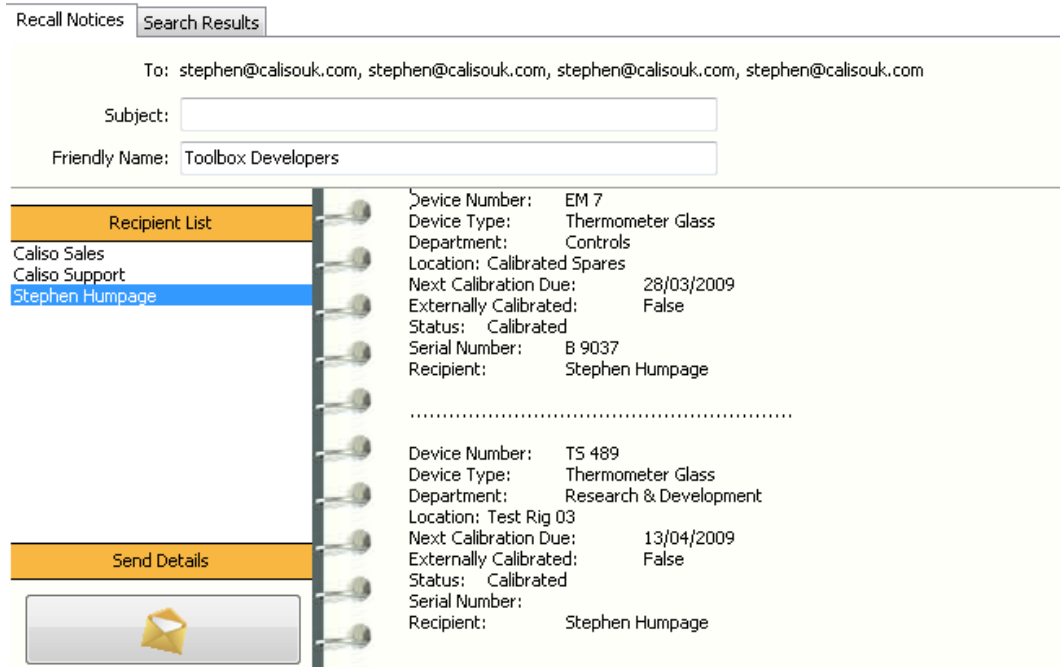 Recall Notices
Search Results
To: stephen@calisouk.com, stephen@calisouk.com, stephen@calisouk.com, stephen@calisouk.com
Subject:
Friendly Name: Toolbox Developers
Recipient List
Caliso Sales
Caliso Support
Stephen Humpage
Send Details
Device Number: EM 7
Device Type: Thermometer Glass
Department: Controls
Location: Calibrated Spares
Next Calibration Due: 28/03/2009
Externally Calibrated: False
Status: Calibrated
Serial Number: B 9037
Recipient: Stephen Humpage
............................................................
Device Number: TS 489
Device Type: Thermometer Glass
Department: Research & Development
Location: Test Rig 03
Next Calibration Due: 13/04/2009
Externally Calibrated: False
Status: Calibrated
Serial Number:
Recipient: Stephen Humpage